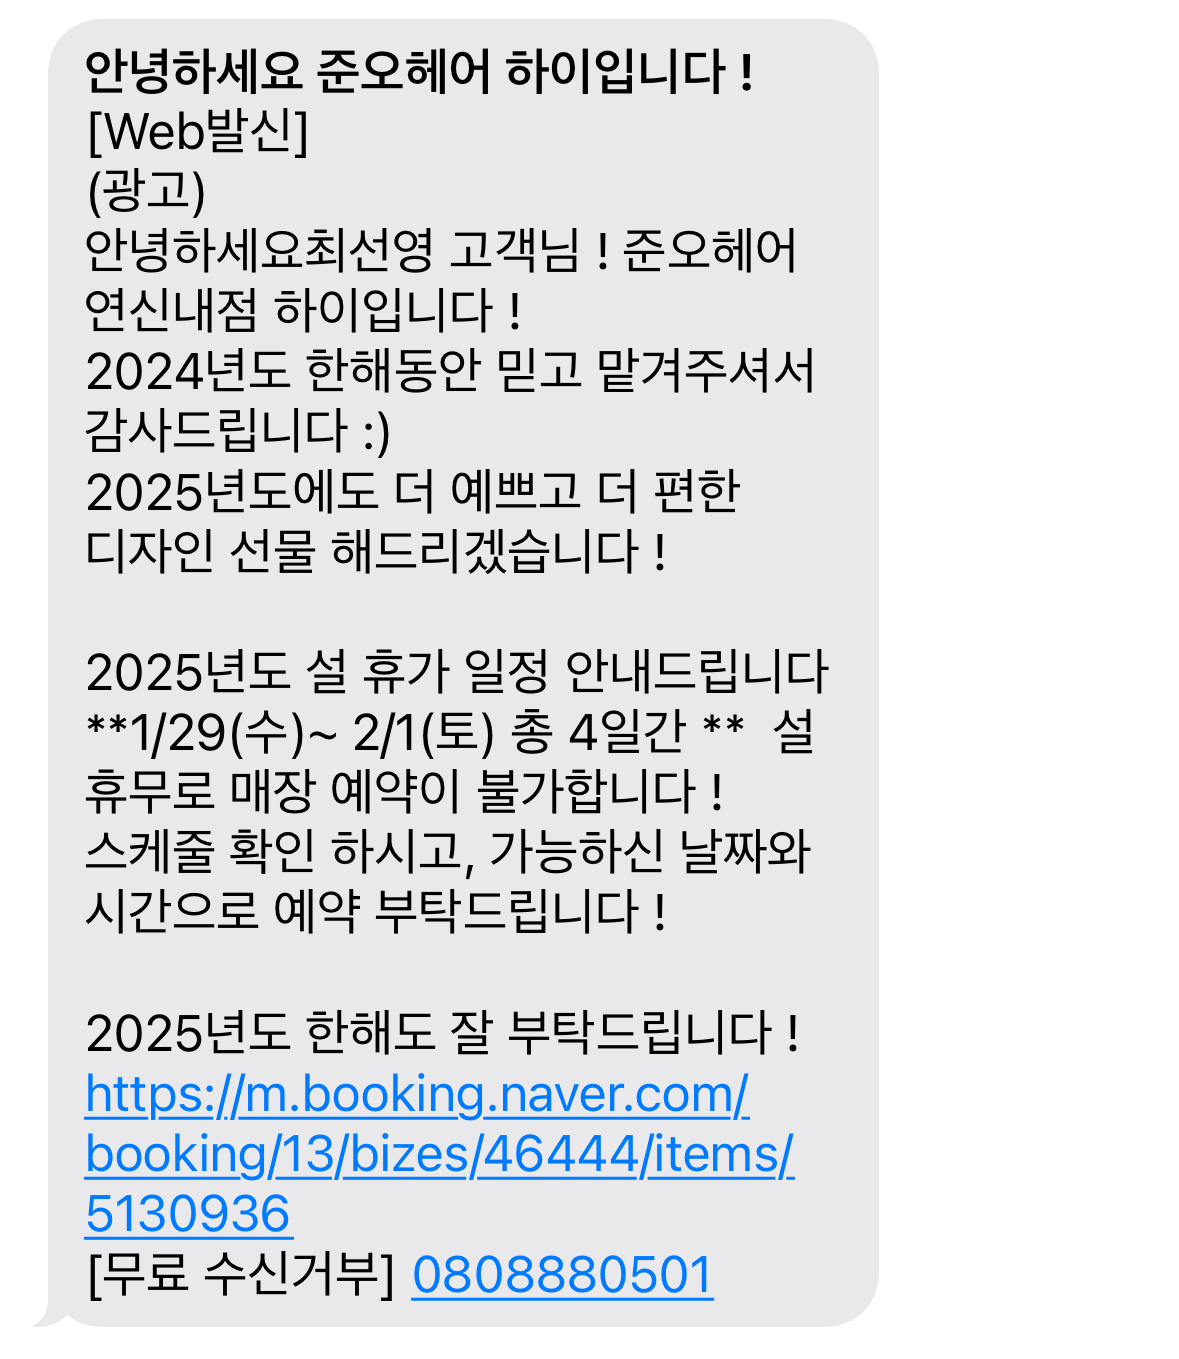 안녕하세요 준오헤어 하이입니다 !
[Web발신]
(광고)
안녕하세요최선영 고객님 ! 준오헤어
연신내점 하이입니다 !
2024년도 한해동안 믿고 맡겨주셔서
감사드립니다 :)
2025년도에도 더 예쁘고 더 편한
디자인 선물 해드리겠습니다 !

2025년도 설 휴가 일정 안내드립니다
**1/29(수)~ 2/1(토) 총 4일간 **  설
휴무로 매장 예약이 불가합니다 !
스케줄 확인 하시고, 가능하신 날짜와
시간으로 예약 부탁드립니다 !

2025년도 한해도 잘 부탁드립니다 !
https://m.booking.naver.com/
booking/13/bizes/46444/items/
5130936
[무료 수신거부] 0808880501